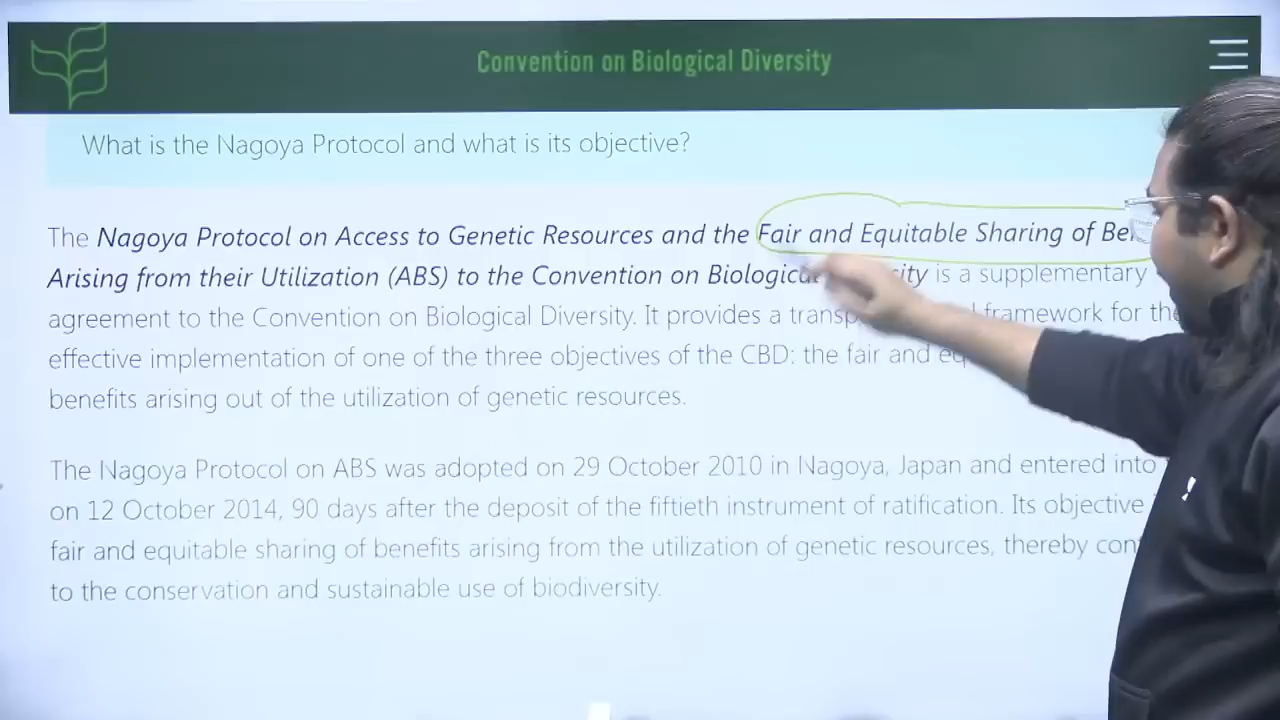 Convention on Biological Diversity
What is the Nagoya Protocol and what is its objective?
The Nagoya Protocol on Access to Genetic Resources and the Fair and Equitable Sharing of
Arising from their Utilization (ABS) to the Convention on is a supplementary
agreement to the Convention on Biological Diversity. It provides a framework for the
effective implementation of one of the three objectives of the CBD: the fair and
benefits arising out of the utilization of genetic resources.
The Nagoya Protocol on ABS was adopted on 29 October 2010 in Nagoya, Japan and entered into
on 12 October 2014, 90 days after the deposit of the fiftieth instrument of ratification. Its objective
fair and equitable sharing of benefits arising from the utilization of genetic resources, thereby
to the conservation and sustainable use of biodiversity.